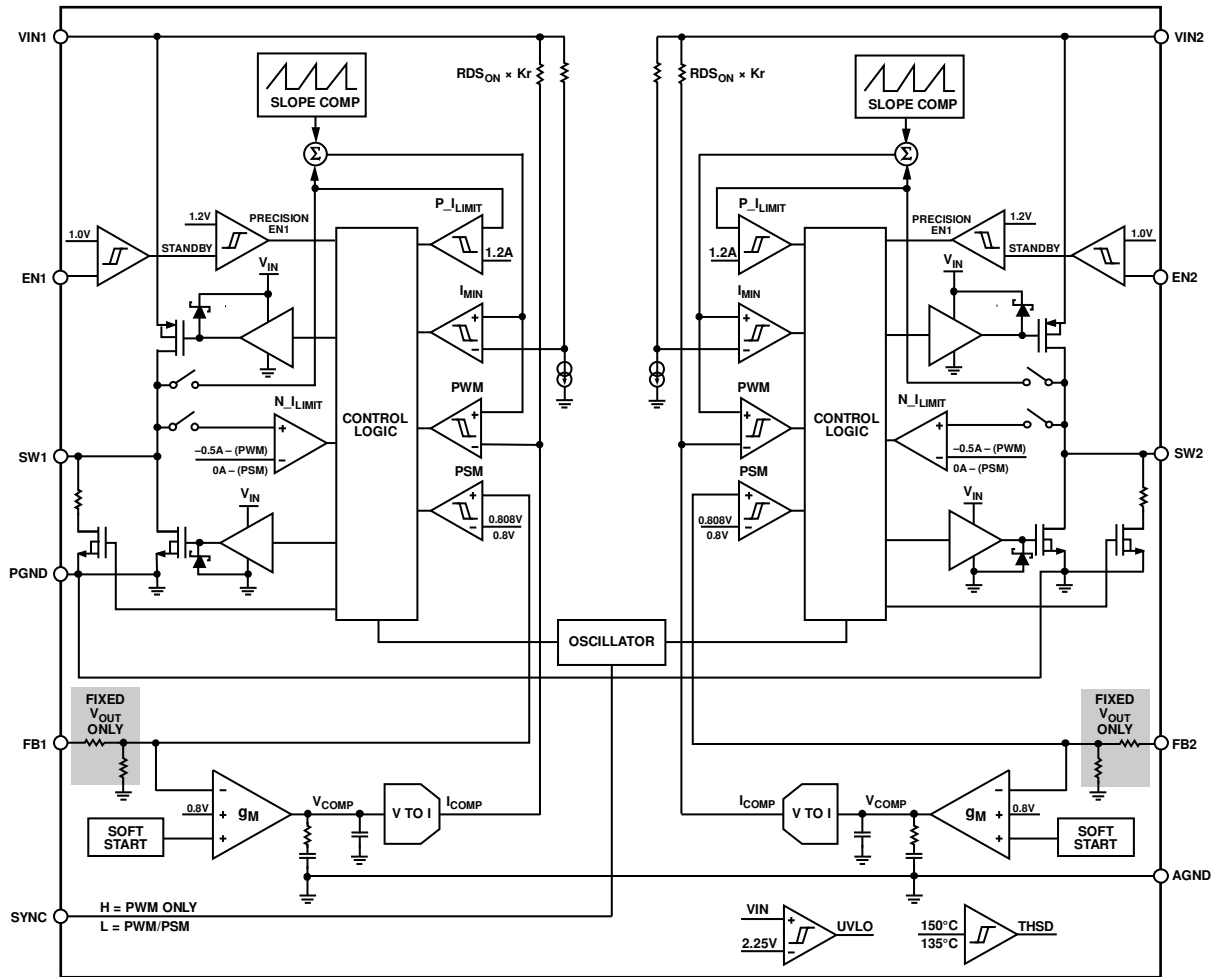 VIN1
VIN2
SLOPE COMP
RDSON × Kr
RDSON × Kr
SLOPE COMP
Σ
Σ
1.0V
EN1
STANDBY
1.2V
PRECISION
EN1
P_ILIMIT
1.2A
P_ILIMIT
1.2A
PRECISION
EN1
1.2V
STANDBY
1.0V
EN2
VIN
IMIN
+
–
IMIN
+
–
VIN
CONTROL
LOGIC
PWM
+
–
PWM
+
–
CONTROL
LOGIC
N_ILIMIT
+
–
–0.5A – (PWM)
0A – (PSM)
N_ILIMIT
+
–
–0.5A – (PWM)
0A – (PSM)
SW1
SW2
PSM
+
–
0.808V
0.8V
PSM
+
–
0.808V
0.8V
VIN
VIN
PGND
OSCILLATOR
FIXED
VOUT
ONLY
FB1
FIXED
VOUT
ONLY
FB2
–
0.8V
+
+
gM
VCOMP
V TO I
ICOMP
SOFT
START
ICOMP
V TO I
VCOMP
gM
–
+
0.8V
+
SOFT
START
AGND
SYNC
H = PWM ONLY
L = PWM/PSM
VIN
+
2.25V
–
UVLO
150°C
135°C
THSD